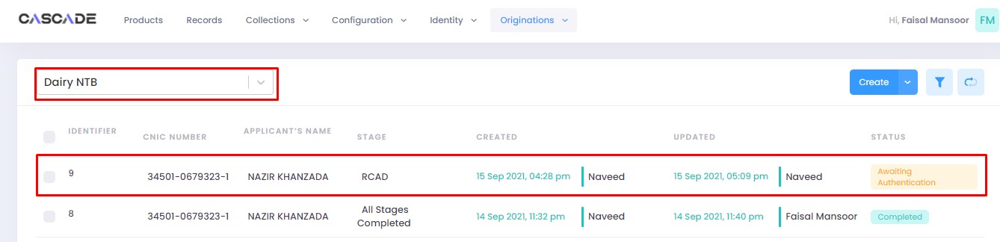 CASCADE Products Records Collections Configuration Identity Originations Hi, Faisal Mansoor FM
Dairy NTB Create
IDENTIFIER CNIC NUMBER APPLICANT'S NAME STAGE CREATED UPDATED STATUS
9 34501-0679323-1 NAZIR KHANZADA RCAD 15 Sep 2021, 04:28 pm Naveed 15 Sep 2021, 05:09 pm Naveed Awaiting
Authentication
8 34501-0679323-1 NAZIR KHANZADA All Stages
Completed 14 Sep 2021, 11:32 pm Naveed 14 Sep 2021, 11:40 pm Faisal Mansoor Completed